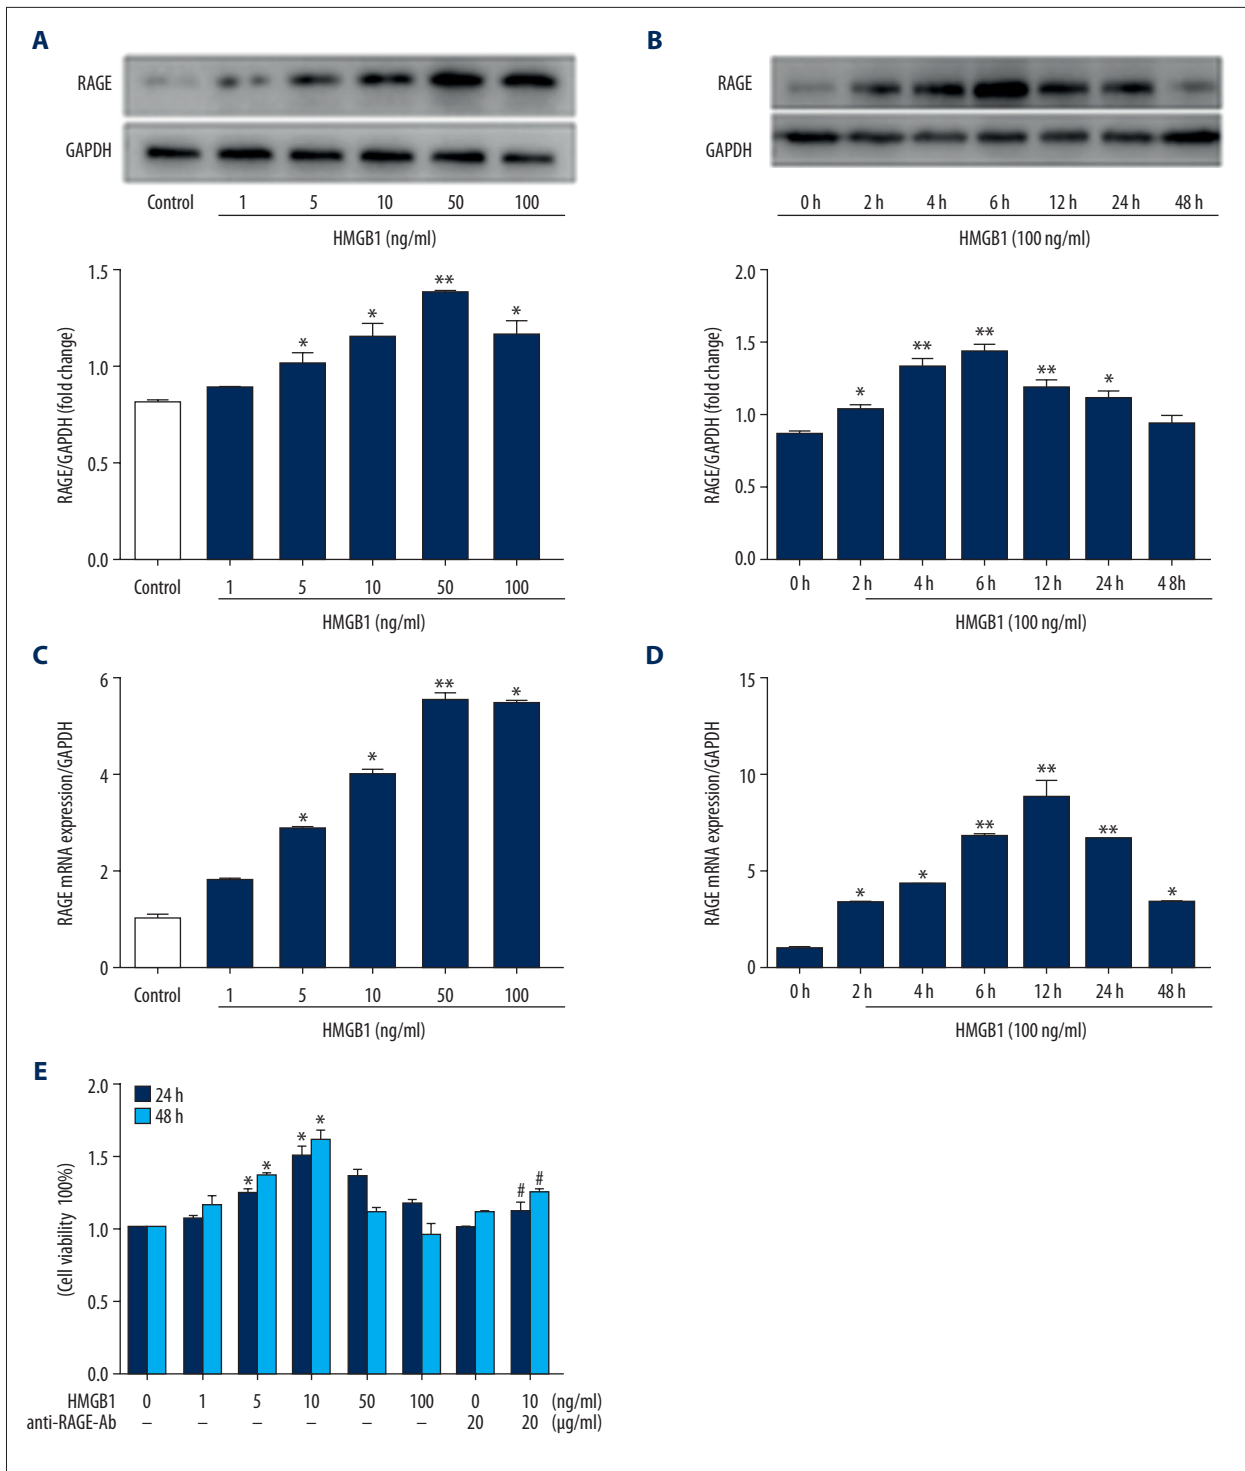 A
RAGE
GAPDH
Control 1 5 10 50 100
HMGB1 (ng/ml)
RAGE/GAPDH (fold change)
1.5
1.0
0.5
0.0
* * ** *
Control 1 5 10 50 100
HMGB1 (ng/ml)
B
RAGE
GAPDH
0 h 2 h 4 h 6 h 12 h 24 h 48 h
HMGB1 (100 ng/ml)
RAGE/GAPDH (fold change)
2.0
1.5
1.0
0.5
0.0
* ** ** ** *
0 h 2 h 4 h 6 h 12 h 24 h 4 8h
HMGB1 (100 ng/ml)
C
RAGE mRNA expression/GAPDH
6
4
2
0
* * ** *
Control 1 5 10 50 100
HMGB1 (ng/ml)
D
RAGE mRNA expression/GAPDH
15
10
5
0
* * ** ** ** *
0 h 2 h 4 h 6 h 12 h 24 h 48 h
HMGB1 (100 ng/ml)
E
(Cell viability 100%)
2.0
1.5
1.0
0.5
0.0
24 h
48 h
* * * * # #
HMGB1 0 1 5 10 50 100 0 10 (ng/ml)
anti-RAGE-Ab – – – – – – 20 20 (μg/ml)